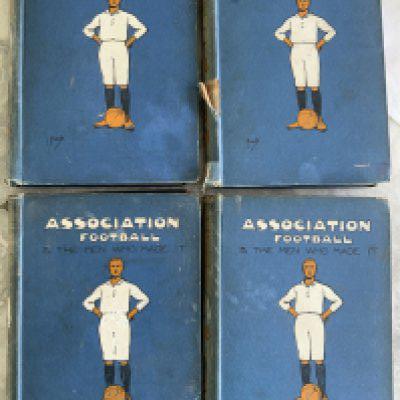 ASSOCIATION
FOOTBALL
& THE MEN WHO MADE IT
ASSOCIATION
FOOTBALL
& THE MEN WHO MADE IT